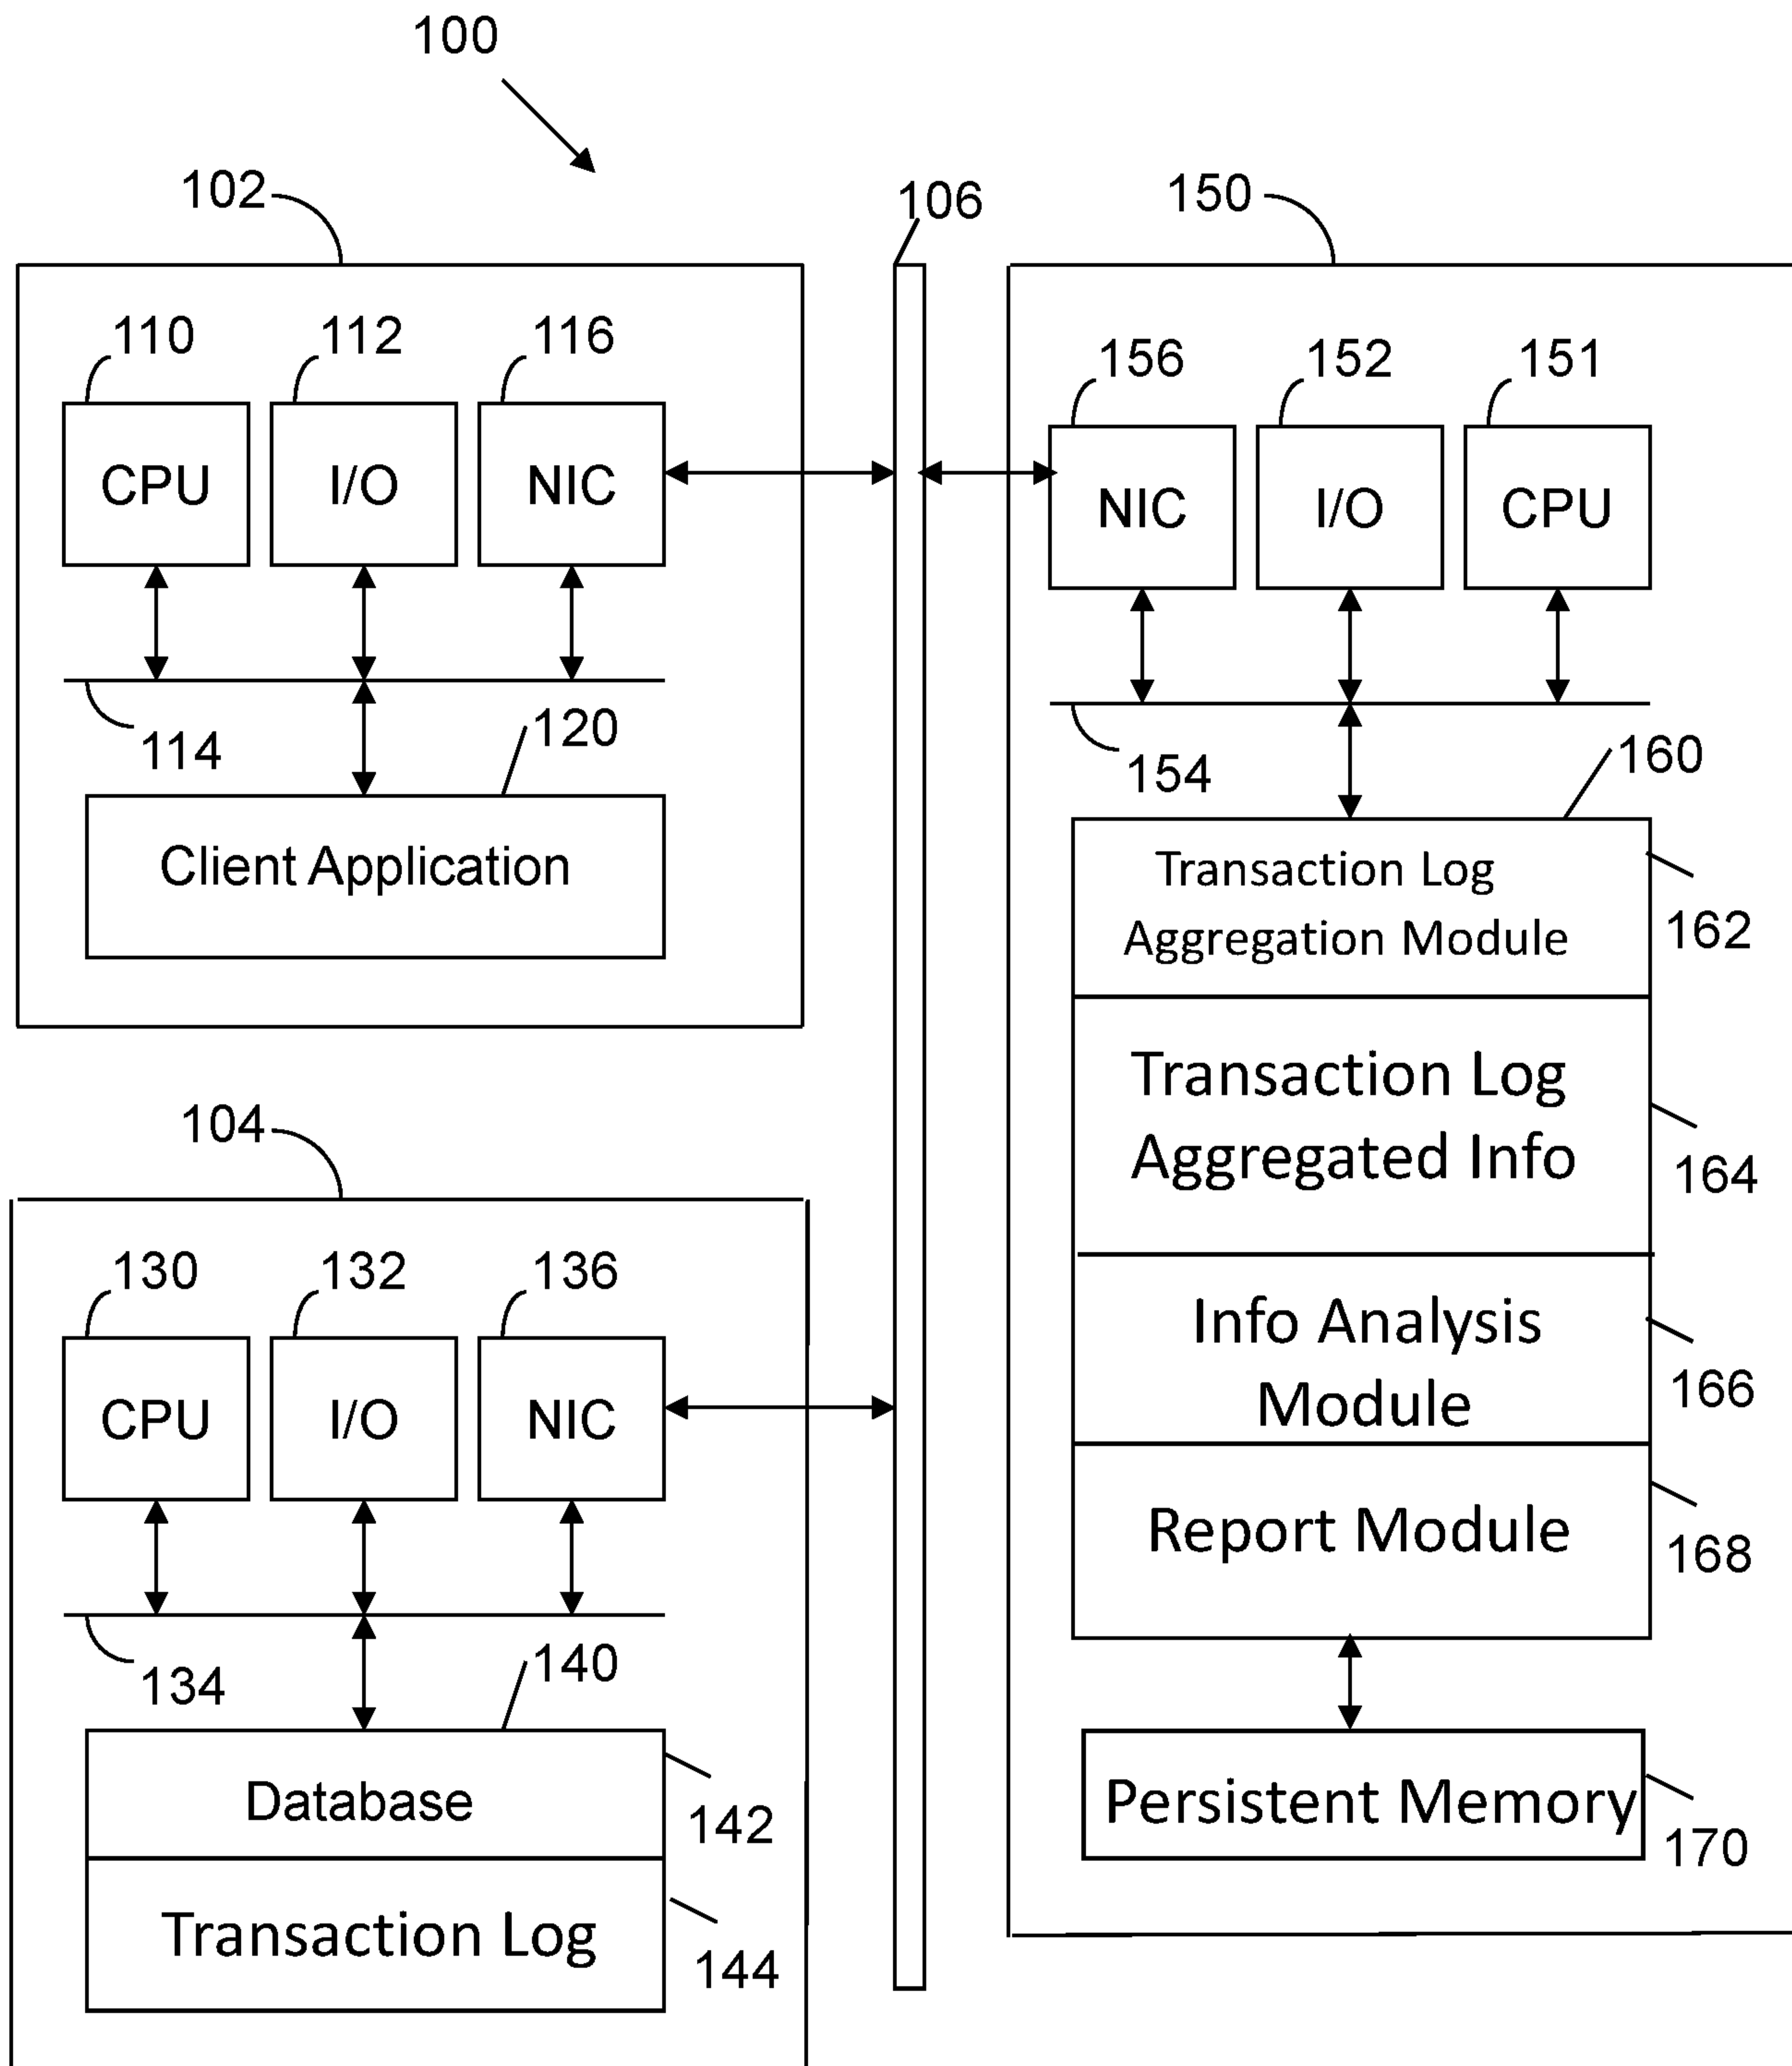 100
102
106
150
110
112
116
CPU
I/O
NIC
114
120
Client Application
156
152
151
NIC
I/O
CPU
154
160
Transaction Log
Aggregation Module
162
Transaction Log
Aggregated Info
164
Info Analysis
Module
166
Report Module
168
Persistent Memory
170
104
130
132
136
CPU
I/O
NIC
134
140
Database
142
Transaction Log
144